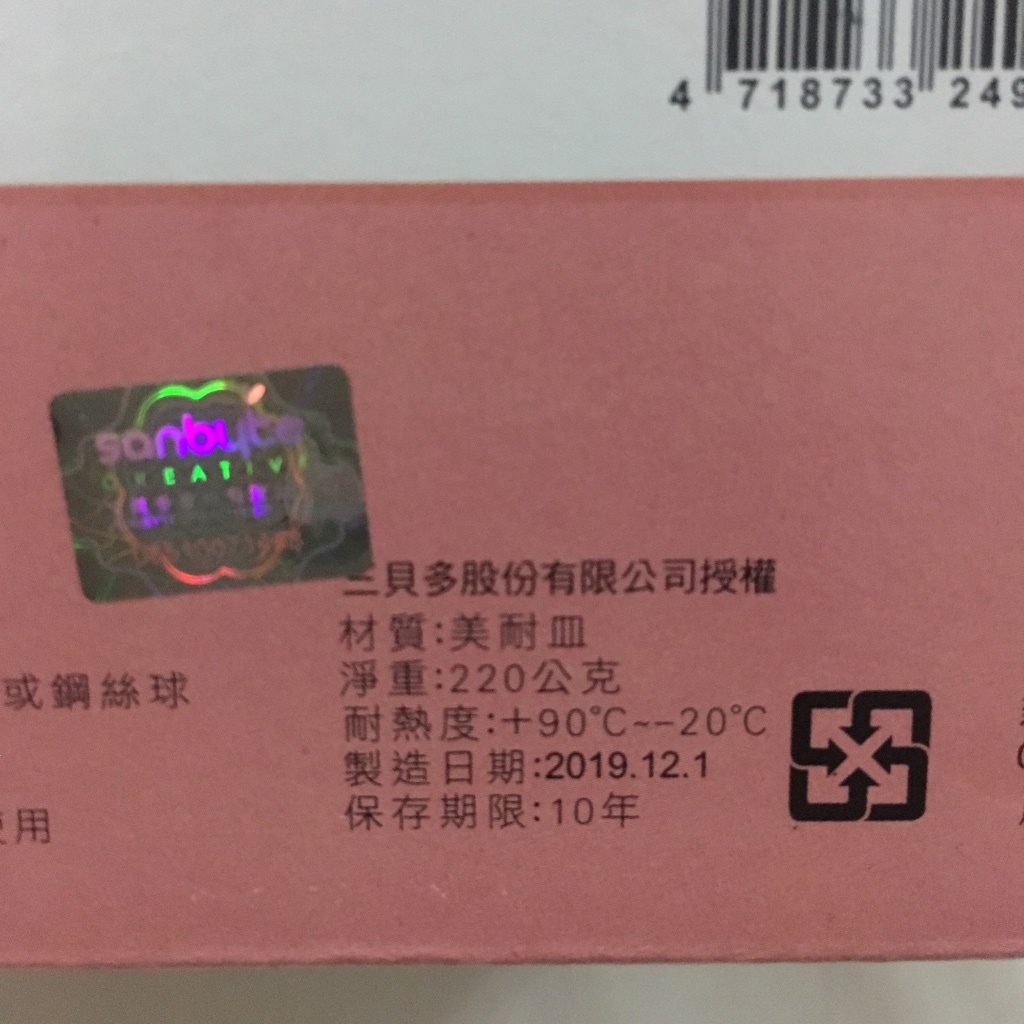 4 718733 249
sanbyte
CREATIV
三貝多股份有限公司授權
材質:美耐皿
淨重:220公克
耐熱度:+90℃~-20℃
製造日期:2019.12.1
保存期限:10年
或鋼絲球
使用